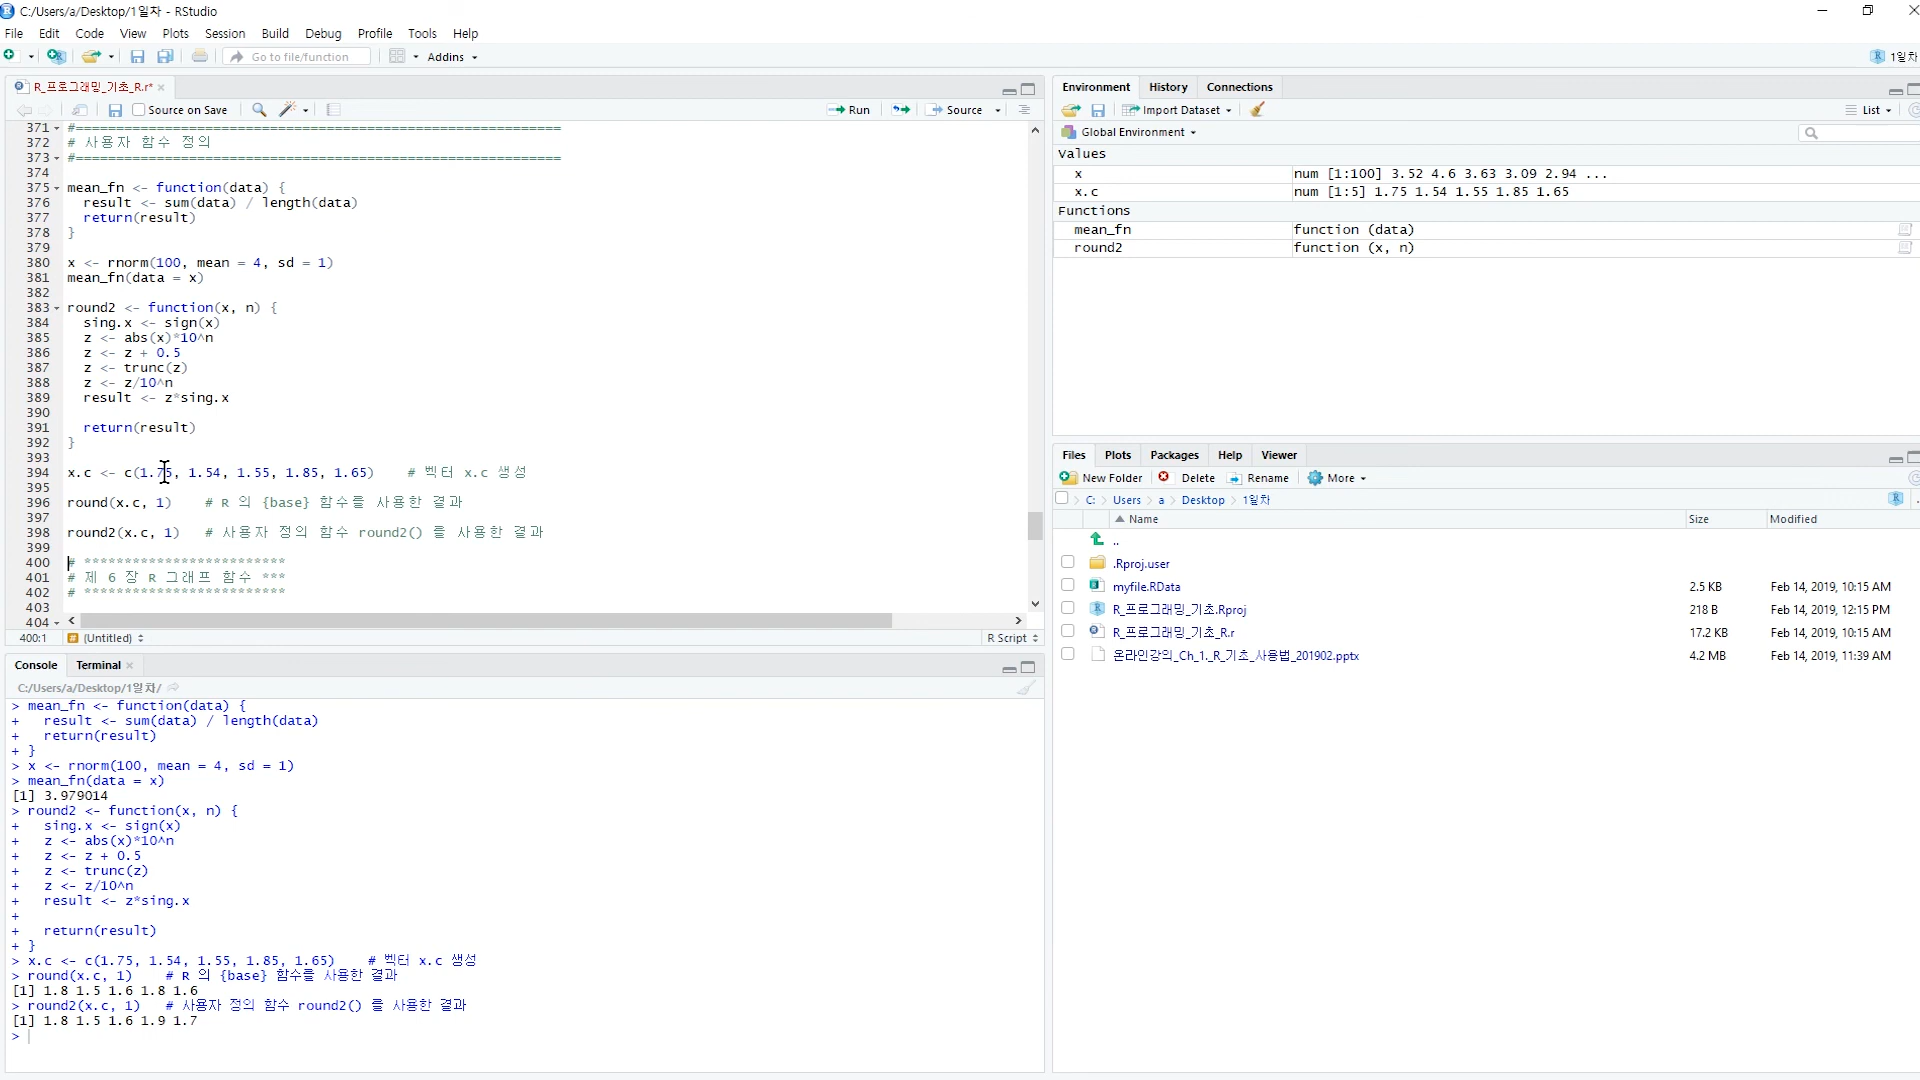 C:/Users/a/Desktop/1일차 - RStudio
File Edit Code View Plots Session Build Debug Profile Tools Help
Go to file/function Addins 1일차
R_프로그래밍_기초_R.r*
Source on Save Run Source
371 #============================================================
372 # 사용자 함수 정의
373 #============================================================
374
375 mean_fn <- function(data) {
376 result <- sum(data) / length(data)
377 return(result)
378 }
379
380 x <- rnorm(100, mean = 4, sd = 1)
381 mean_fn(data = x)
382
383 round2 <- function(x, n) {
384 sing.x <- sign(x)
385 z <- abs(x)*10^n
386 z <- z + 0.5
387 z <- trunc(z)
388 z <- z/10^n
389 result <- z*sing.x
390
391 return(result)
392 }
393
394 x.c <- c(1.75, 1.54, 1.55, 1.85, 1.65) # 벡터 x.c 생성
395
396 round(x.c, 1) # R 의 {base} 함수를 사용한 결과
397
398 round2(x.c, 1) # 사용자 정의 함수 round2() 를 사용한 결과
399
400 # *************************
401 # 제 6 장 R 그래프 함수 ***
402 # *************************
403
404
400:1 (Untitled) R Script
Console Terminal
C:/Users/a/Desktop/1일차/
> mean_fn <- function(data) {
+ result <- sum(data) / length(data)
+ return(result)
+ }
> x <- rnorm(100, mean = 4, sd = 1)
> mean_fn(data = x)
[1] 3.979014
> round2 <- function(x, n) {
+ sing.x <- sign(x)
+ z <- abs(x)*10^n
+ z <- z + 0.5
+ z <- trunc(z)
+ z <- z/10^n
+ result <- z*sing.x
+
+ return(result)
+ }
> x.c <- c(1.75, 1.54, 1.55, 1.85, 1.65) # 벡터 x.c 생성
> round(x.c, 1) # R 의 {base} 함수를 사용한 결과
[1] 1.8 1.5 1.6 1.8 1.6
> round2(x.c, 1) # 사용자 정의 함수 round2() 를 사용한 결과
[1] 1.8 1.5 1.6 1.9 1.7
>
Environment History Connections
Import Dataset List
Global Environment
Values
x num [1:100] 3.52 4.6 3.63 3.09 2.94 ...
x.c num [1:5] 1.75 1.54 1.55 1.85 1.65
Functions
mean_fn function (data)
round2 function (x, n)
Files Plots Packages Help Viewer
New Folder Delete Rename More
C: Users a Desktop 1일차
Name Size Modified
..
.Rproj.user
myfile.RData 2.5 KB Feb 14, 2019, 10:15 AM
R_프로그래밍_기초.Rproj 218 B Feb 14, 2019, 12:15 PM
R_프로그래밍_기초_R.r 17.2 KB Feb 14, 2019, 10:15 AM
온라인강의_Ch_1._R_기초_사용법_201902.pptx 4.2 MB Feb 14, 2019, 11:39 AM